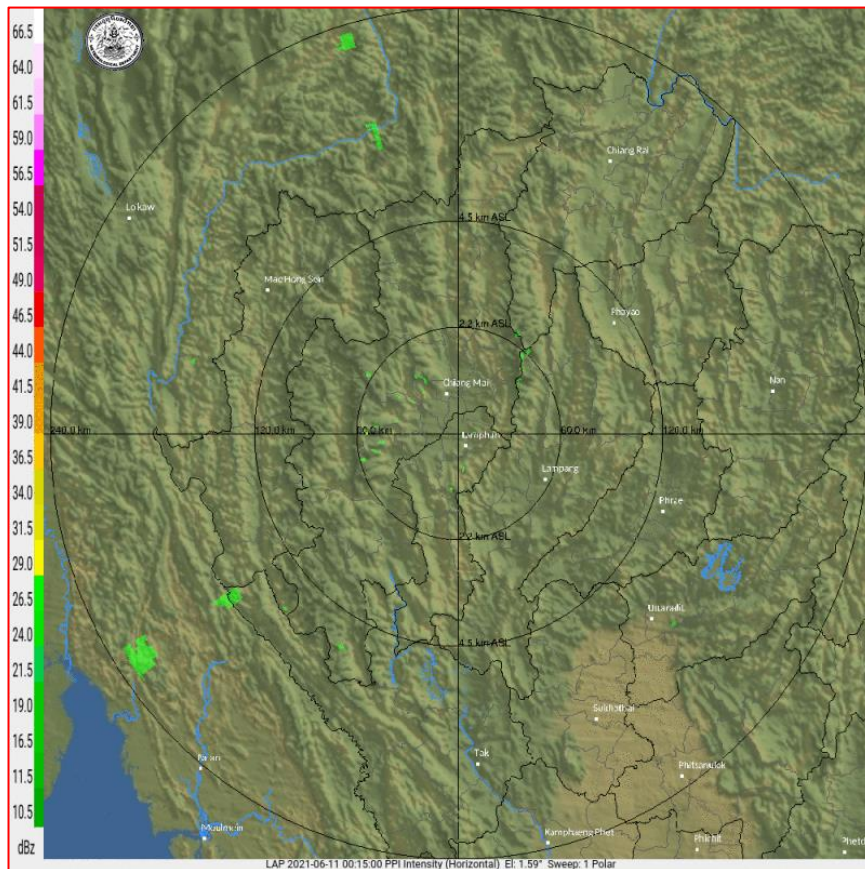 66.5
64.0
61.5
59.0
56.5
54.0
51.5
49.0
46.5
44.0
41.5
39.0
36.5
34.0
31.5
29.0
26.5
24.0
21.5
19.0
16.5
14.0
11.5
10.5
dBz
Chiang Rai
Loikaw
4.5 km ASL
Mae Hong Son
Phayao
2.2 km ASL
Chiang Mai
Nan
240.0 km
120.0 km
60.0 km
60.0 km
120.0 km
Lamphun
Lampang
Phrae
2.2 km ASL
Uttaradit
4.5 km ASL
Sukhothai
Tak
Pa'an
Phitsanulok
Moulmein
Kamphaeng Phet
Phichit
LAP 2021-06-11 00:15:00 PPI Intensity (Horizontal) El: 1.59° Sweep: 1 Polar